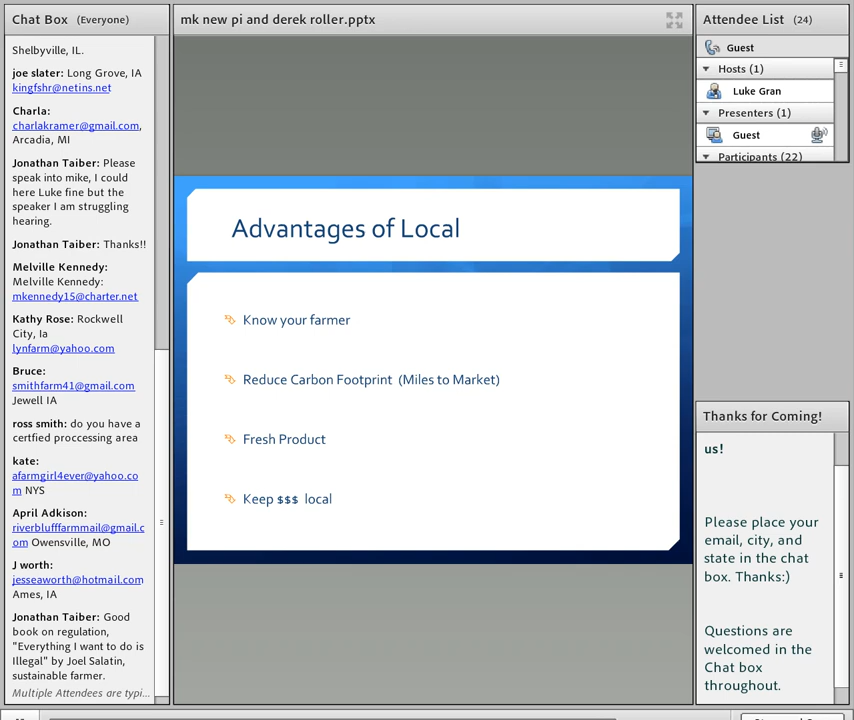 Chat Box (Everyone)
Shelbyville, IL.
joe slater: Long Grove, IA
kingfshr@netins.net
Charla:
charlakramer@gmail.com,
Arcadia, MI
Jonathan Taiber: Please
speak into mike, I could
here Luke fine but the
speaker I am struggling
hearing.
Jonathan Taiber: Thanks!!
Melville Kennedy:
Melville Kennedy:
mkennedy15@charter.net
Kathy Rose: Rockwell
City, Ia
lynfarm@yahoo.com
Bruce:
smithfarm41@gmail.com
Jewell IA
ross smith: do you have a
certfied proccessing area
kate:
afarmgirl4ever@yahoo.co
m NYS
April Adkison:
riverblufffarmmail@gmail.c
om Owensville, MO
J worth:
jesseaworth@hotmail.com
Ames, IA
Jonathan Taiber: Good
book on regulation,
"Everything I want to do is
Illegal" by Joel Salatin,
sustainable farmer.
Multiple Attendees are typi...
mk new pi and derek roller.pptx
Advantages of Local
Know your farmer
Reduce Carbon Footprint (Miles to Market)
Fresh Product
Keep $$$ local
Attendee List (24)
Guest
Hosts (1)
Luke Gran
Presenters (1)
Guest
Participants (22)
Thanks for Coming!
us!
Please place your
email, city, and
state in the chat
box. Thanks:)
Questions are
welcomed in the
Chat box
throughout.